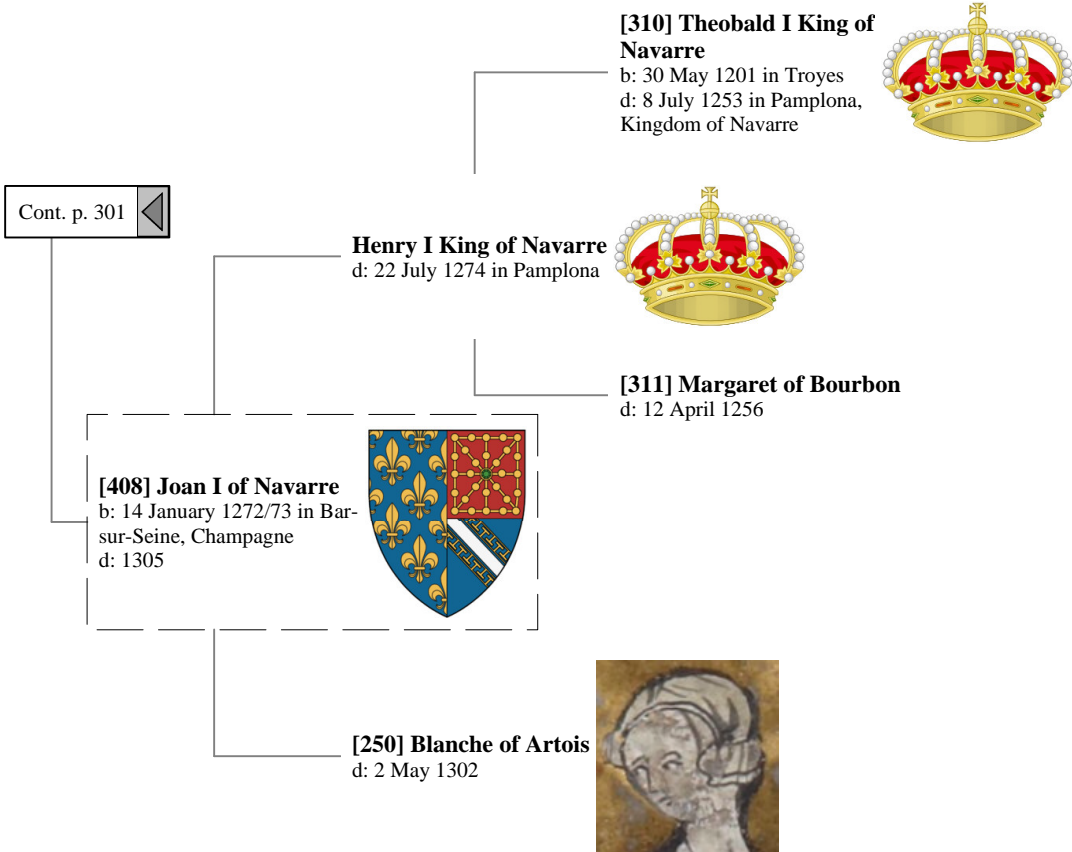 [310] Theobald I King of
Navarre
b: 30 May 1201 in Troyes
d: 8 July 1253 in Pamplona,
Kingdom of Navarre
Cont. p. 301
Henry I King of Navarre
d: 22 July 1274 in Pamplona
[311] Margaret of Bourbon
d: 12 April 1256
[408] Joan I of Navarre
b: 14 January 1272/73 in Bar-
sur-Seine, Champagne
d: 1305
[250] Blanche of Artois
d: 2 May 1302